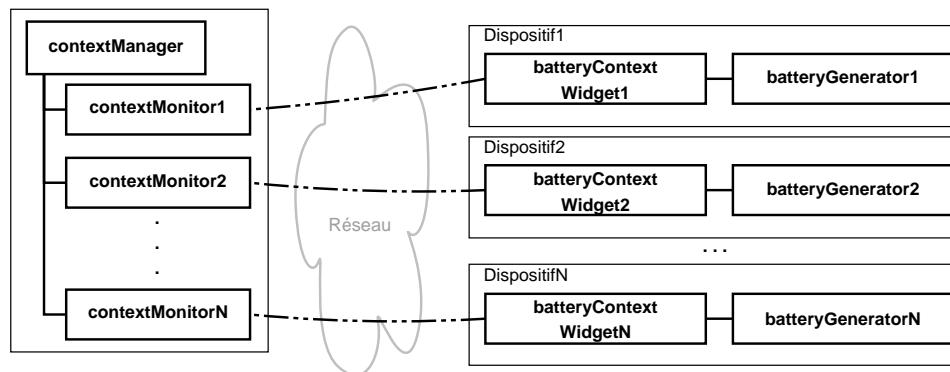 contextManager
contextMonitor1
contextMonitor2
.
.
.
contextMonitorN
Réseau
Dispositif1
batteryContext
Widget1
batteryGenerator1
Dispositif2
batteryContext
Widget2
batteryGenerator2
...
DispositifN
batteryContext
WidgetN
batteryGeneratorN